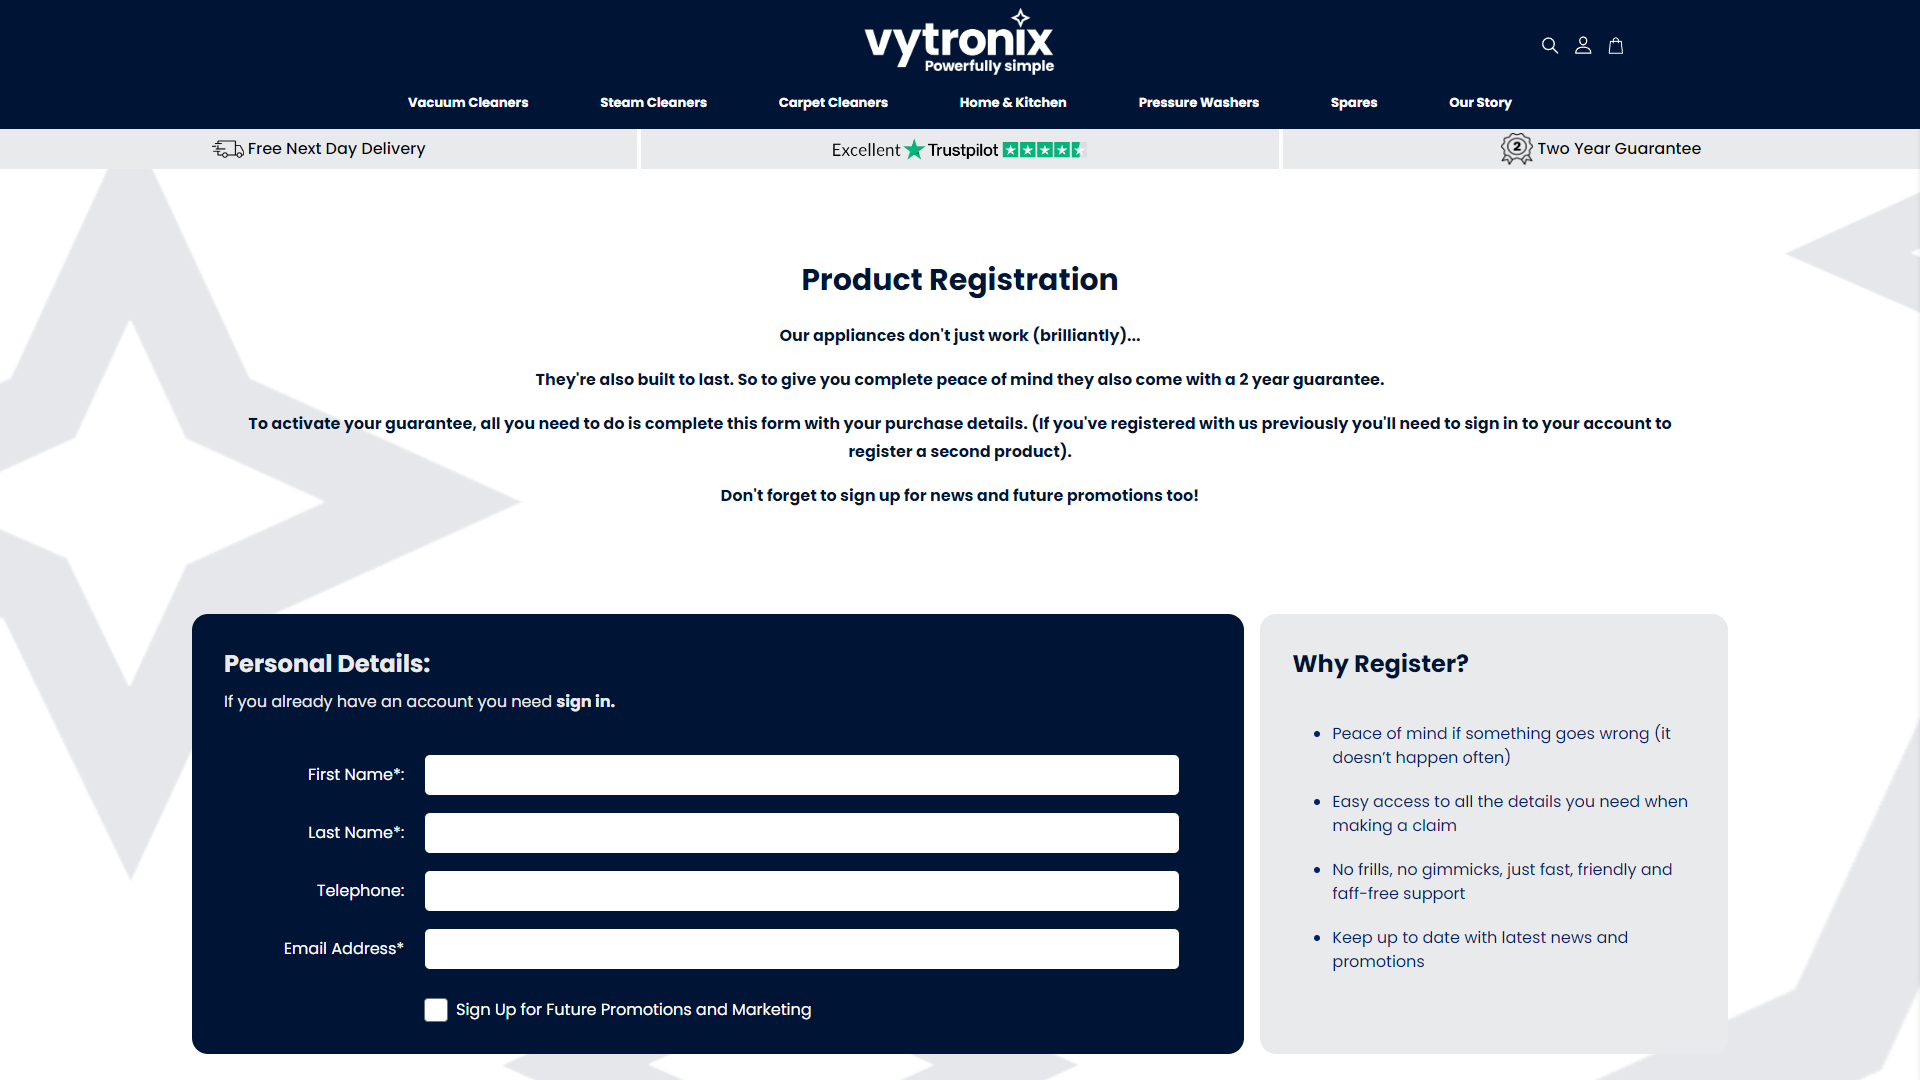 vytronix
Powerfully simple
Vacuum Cleaners
Steam Cleaners
Carpet Cleaners
Home & Kitchen
Pressure Washers
Spares
Our Story
Free Next Day Delivery
Excellent Trustpilot
2 Two Year Guarantee
Product Registration
Our appliances don't just work (brilliantly)...
They're also built to last. So to give you complete peace of mind they also come with a 2 year guarantee.
To activate your guarantee, all you need to do is complete this form with your purchase details. (If you've registered with us previously you'll need to sign in to your account to
register a second product).
Don't forget to sign up for news and future promotions too!
Personal Details:
If you already have an account you need sign in.
First Name*:
Last Name*:
Telephone:
Email Address*
Sign Up for Future Promotions and Marketing
Why Register?
Peace of mind if something goes wrong (it
doesn’t happen often)
Easy access to all the details you need when
making a claim
No frills, no gimmicks, just fast, friendly and
faff-free support
Keep up to date with latest news and
promotions